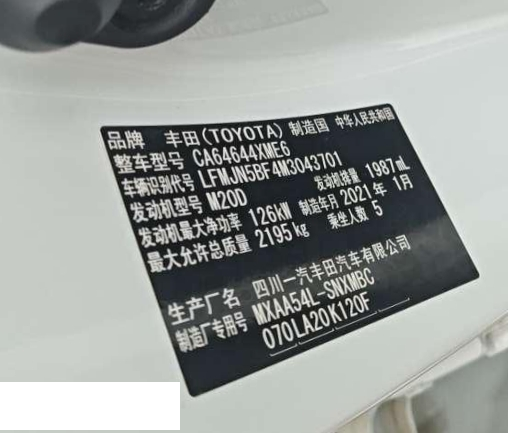 品牌 丰田(TOYOTA) 制造国 中华人民共和国
整车型号 CA64644XME6
车辆识别代号 LFMJN5BF4M3043701
发动机型号 M20D 发动机排量 1987mL
发动机最大净功率 126kW 制造年月 2021年 1月
最大允许总质量 2195kg 乘坐人数 5
生产厂名 四川一汽丰田汽车有限公司
制造厂专用号 MXAA54L-SNXMBC
070LA20K120F